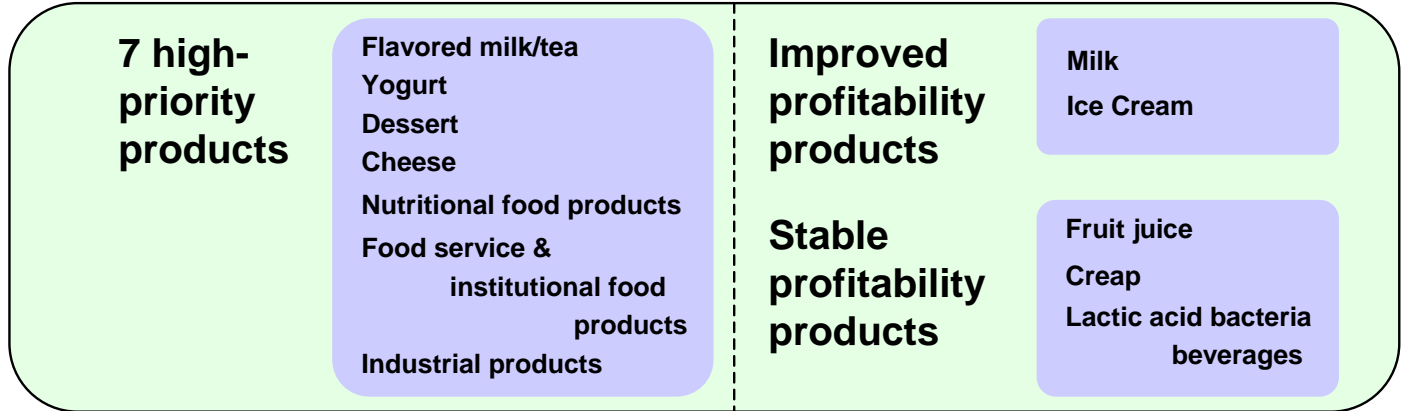 7 high-
priority
products
Flavored milk/tea
Yogurt
Dessert
Cheese
Nutritional food products
Food service &
institutional food
products
Industrial products
Improved
profitability
products
Milk
Ice Cream
Stable
profitability
products
Fruit juice
Creap
Lactic acid bacteria
beverages